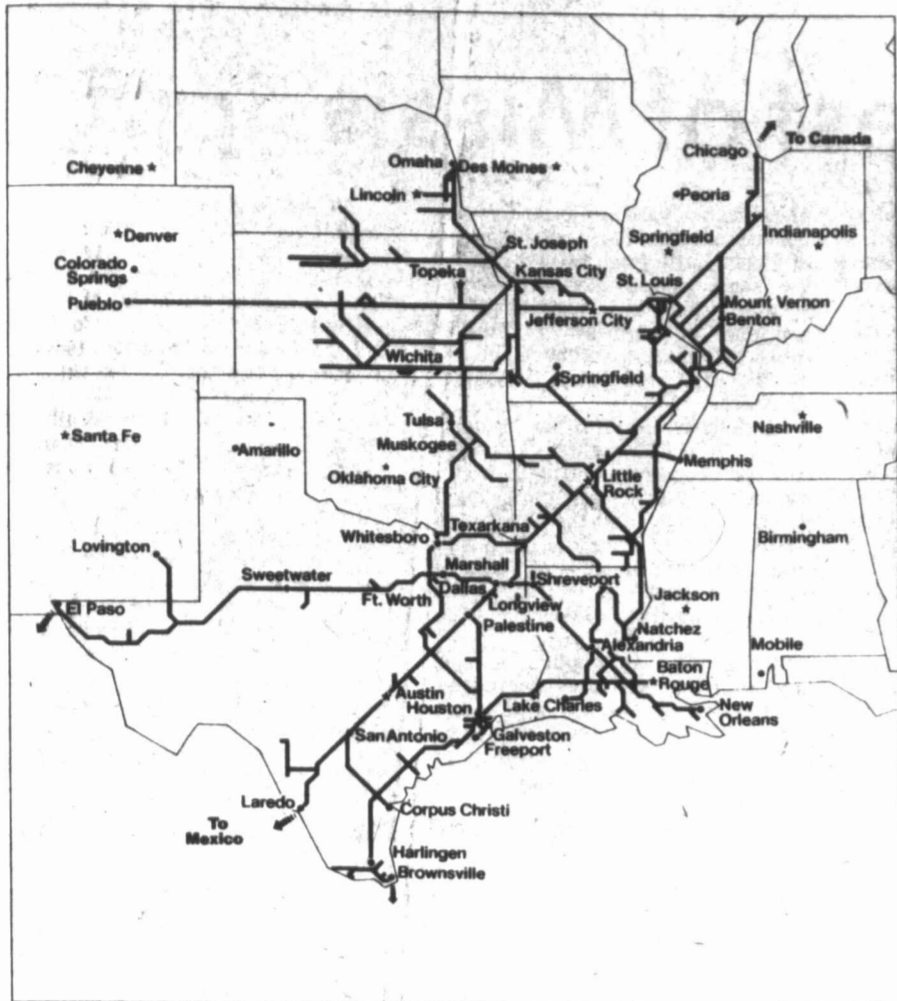 To Canada
Chicago
Omaha
Des Moines
Cheyenne
Lincoln
Peoria
Denver
St. Joseph
Springfield
Indianapolis
Colorado
Springs
Topeka
Kansas City
St. Louis
Pueblo
Jefferson City
Mount Vernon
Benton
Wichita
Springfield
Tulsa
Nashville
Santa Fe
Muskogee
Amarillo
Memphis
Oklahoma City
Little
Rock
Texarkana
Whitesboro
Birmingham
Lovington
Marshall
Sweetwater
Dallas
Shreveport
Ft. Worth
Longview
Jackson
El Paso
Palestine
Natchez
Alexandria
Mobile
Baton
Rouge
Austin
Houston
Lake Charles
New
Orleans
San Antonio
Galveston
Freeport
Laredo
Corpus Christi
To
Mexico
Harlingen
Brownsville